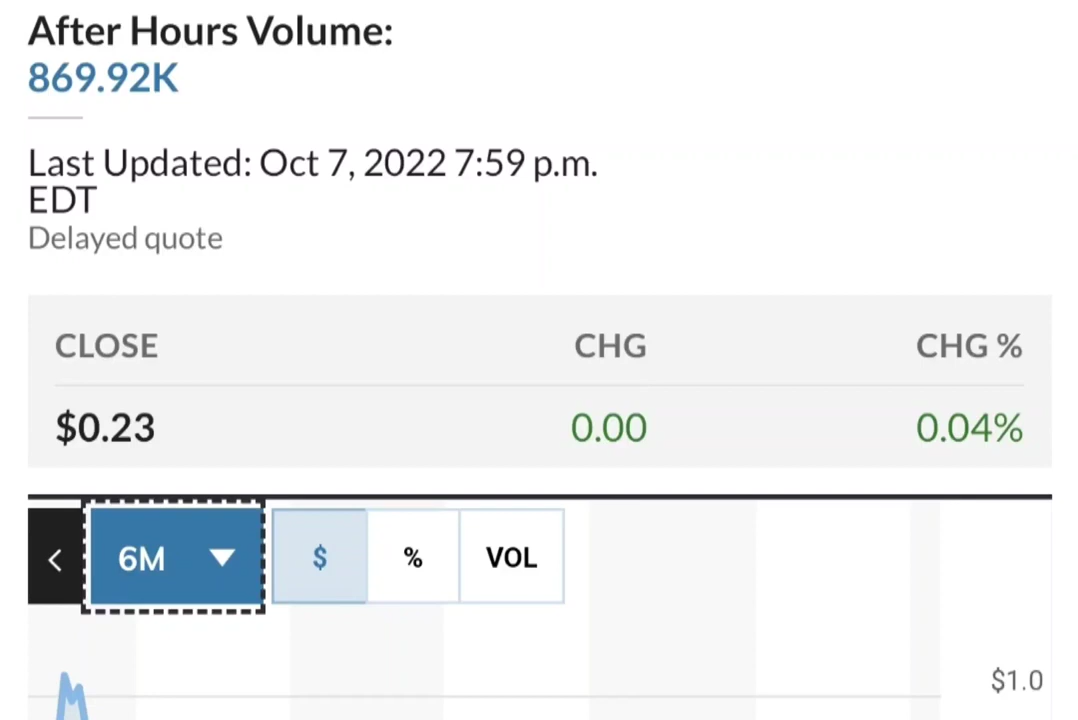 After Hours Volume:
869.92K
Last Updated: Oct 7, 2022 7:59 p.m.
EDT
Delayed quote
CLOSE CHG CHG %
$0.23 0.00 0.04%
6M $ % VOL
$1.0